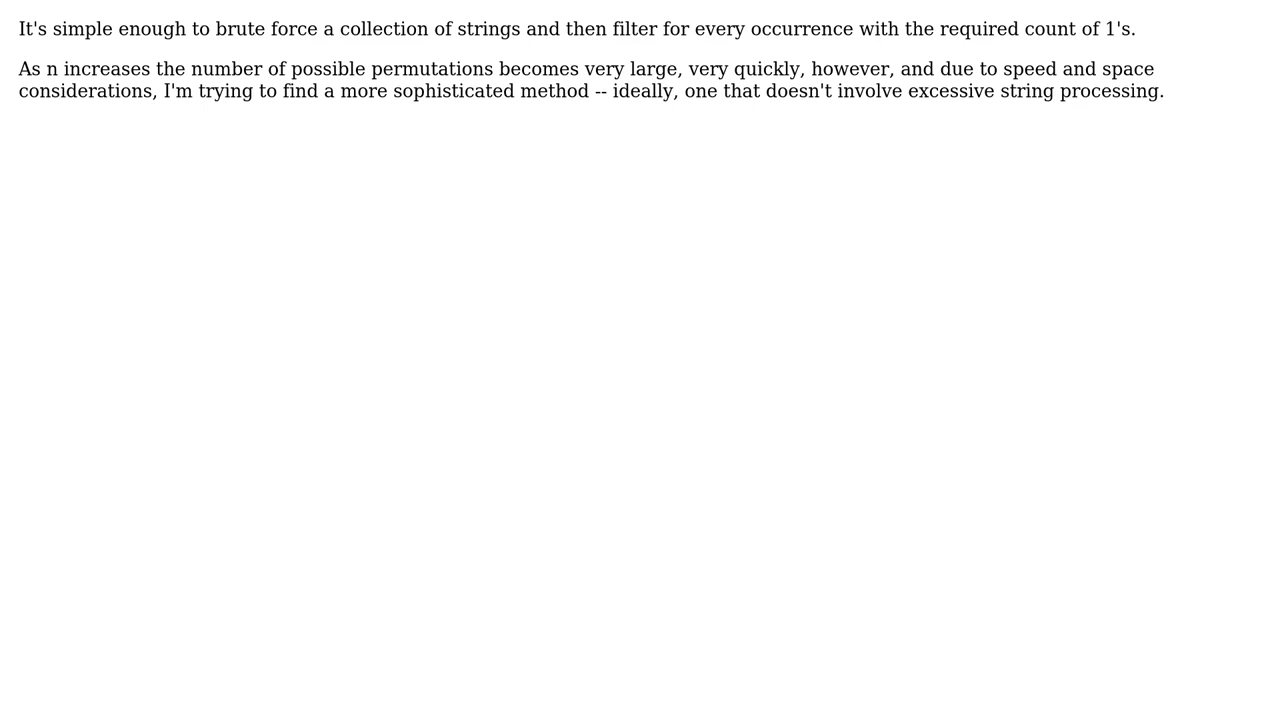 It's simple enough to brute force a collection of strings and then filter for every occurrence with the required count of 1's.
As n increases the number of possible permutations becomes very large, very quickly, however, and due to speed and space
considerations, I'm trying to find a more sophisticated method -- ideally, one that doesn't involve excessive string processing.